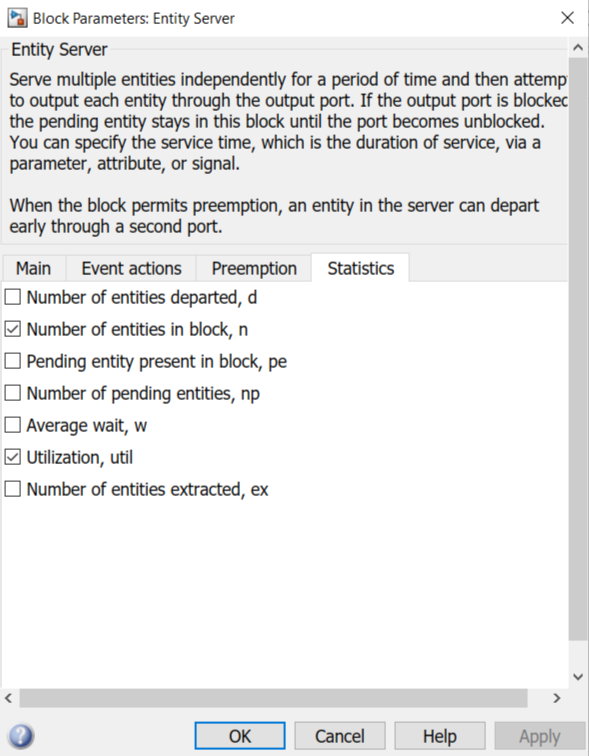 Block Parameters: Entity Server
Entity Server
Serve multiple entities independently for a period of time and then attemp
to output each entity through the output port. If the output port is blocked
the pending entity stays in this block until the port becomes unblocked.
You can specify the service time, which is the duration of service, via a
parameter, attribute, or signal.
When the block permits preemption, an entity in the server can depart
early through a second port.
Main Event actions Preemption Statistics
Number of entities departed, d
Number of entities in block, n
Pending entity present in block, pe
Number of pending entities, np
Average wait, w
Utilization, util
Number of entities extracted, ex
OK Cancel Help Apply